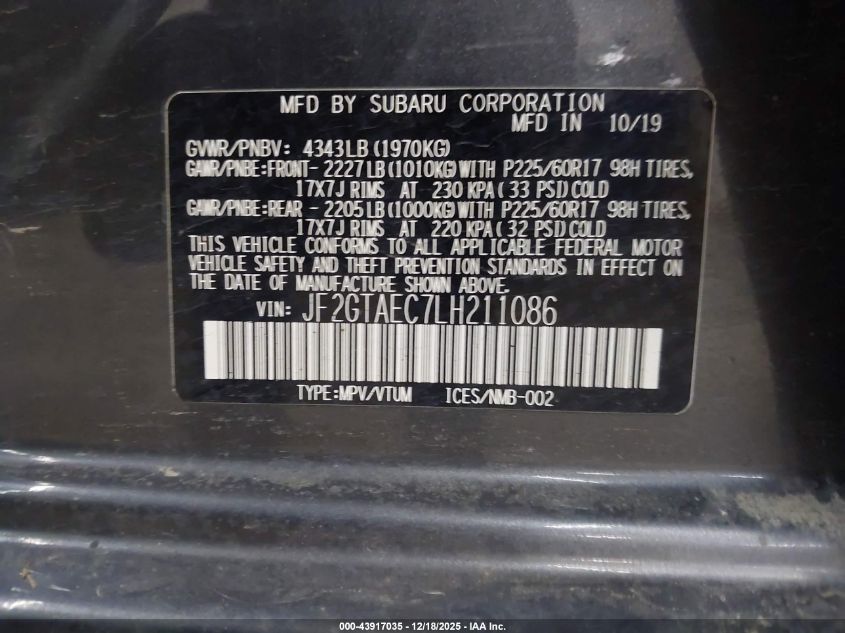 MFD BY SUBARU CORPORATION
MFD IN 10/19
GVWR/PNBV: 4343LB (1970KG)
GAWR/PNBE:FRONT- 2227LB (1010KG) WITH P225/60R17 98H TIRES,
17X7J RIMS AT 230 KPA ( 33 PSI) COLD
GAWR/PNBE:REAR - 2205LB (1000KG) WITH P225/60R17 98H TIRES,
17X7J RIMS AT 220 KPA ( 32 PSI) COLD
THIS VEHICLE CONFORMS TO ALL APPLICABLE FEDERAL MOTOR
VEHICLE SAFETY AND THEFT PREVENTION STANDARDS IN EFFECT ON
THE DATE OF MANUFACTURE SHOWN ABOVE.
VIN: JF2GTAEC7LH211086
TYPE:MPV/VTUM ICES/NMB-002
000-43917035 - 12/18/2025 - IAA Inc.